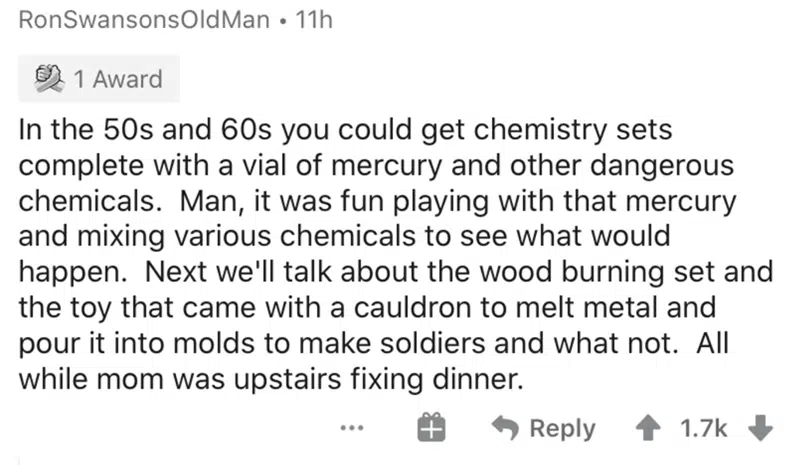 RonSwansonsOldMan • 11h
1 Award
In the 50s and 60s you could get chemistry sets
complete with a vial of mercury and other dangerous
chemicals.  Man, it was fun playing with that mercury
and mixing various chemicals to see what would
happen.  Next we'll talk about the wood burning set and
the toy that came with a cauldron to melt metal and
pour it into molds to make soldiers and what not.  All
while mom was upstairs fixing dinner.
... Reply 1.7k